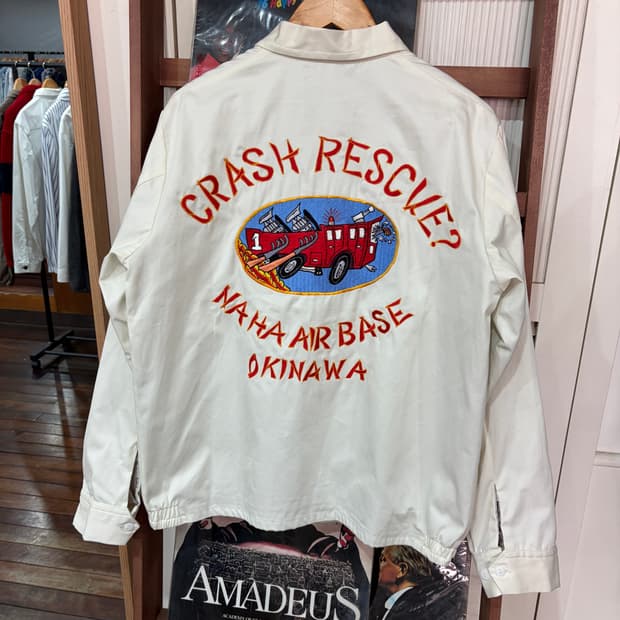 CRASH RESCUE?
1
NAHA AIR BASE
OKINAWA
AMADEUS